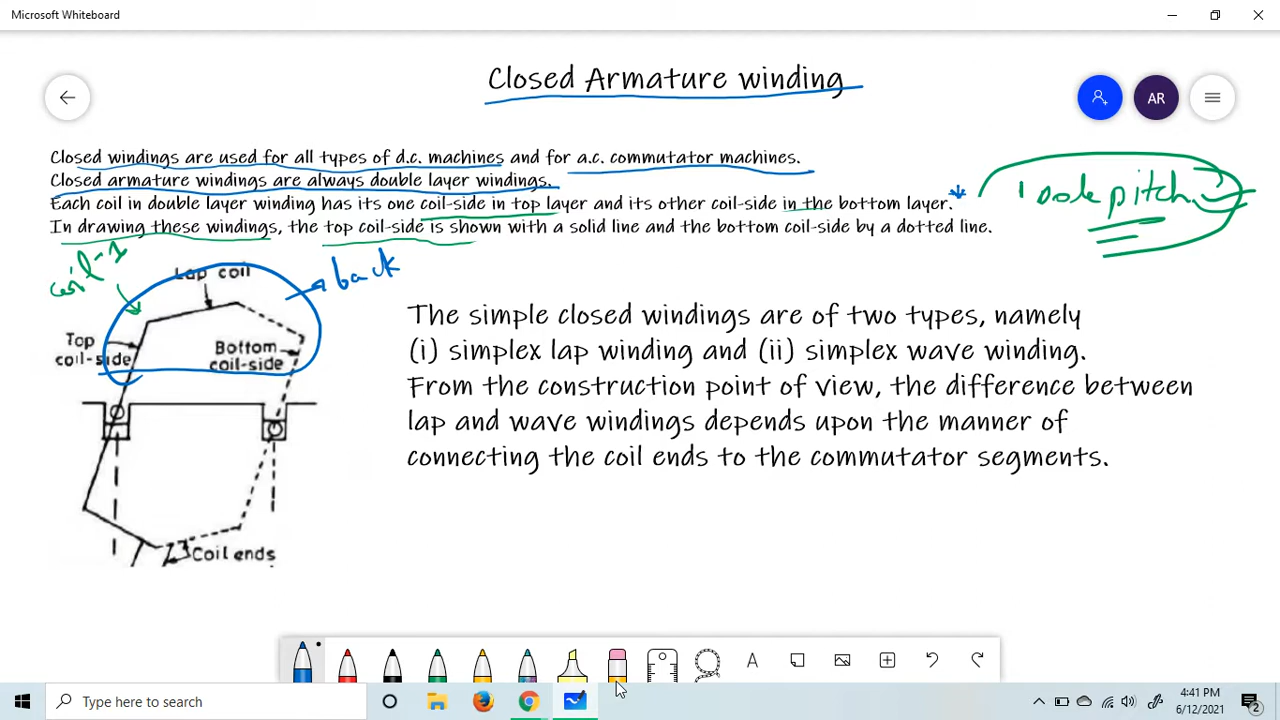 Microsoft Whiteboard
Closed Armature winding
AR
Closed windings are used for all types of d.c. machines and for a.c. commutator machines.
Closed armature windings are always double layer windings.
Each coil in double layer winding has its one coil-side in top layer and its other coil-side in the bottom layer.
In drawing these windings, the top coil-side is shown with a solid line and the bottom coil-side by a dotted line.
1 pole pitch
coil-1
Lap coil
back
Top
coil-side
Bottom
coil-side
Coil ends
The simple closed windings are of two types, namely
(i) simplex lap winding and (ii) simplex wave winding.
From the construction point of view, the difference between
lap and wave windings depends upon the manner of
connecting the coil ends to the commutator segments.
A
Type here to search
4:41 PM
6/12/2021
2